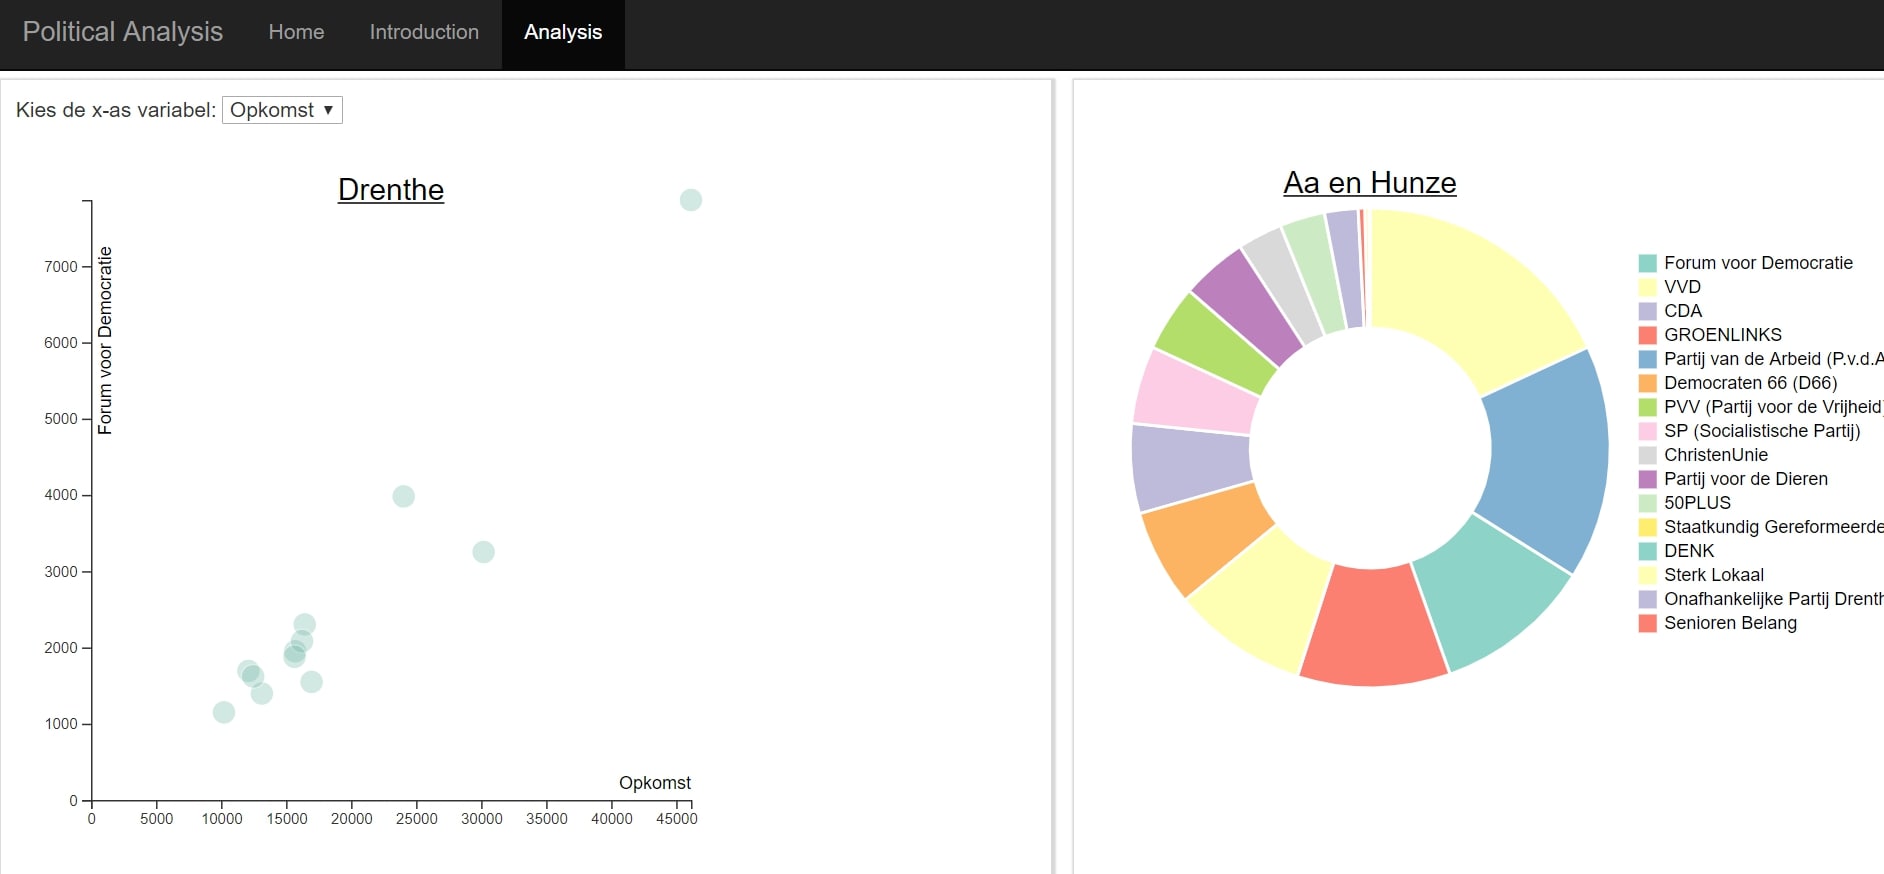 Political Analysis Home Introduction Analysis
Kies de x-as variabel: Opkomst ▼
Drenthe
Forum voor Democratie
7000
6000
5000
4000
3000
2000
1000
0
Opkomst
0 5000 10000 15000 20000 25000 30000 35000 40000 45000
Aa en Hunze
Forum voor Democratie
VVD
CDA
GROENLINKS
Partij van de Arbeid (P.v.d.A
Democraten 66 (D66)
PVV (Partij voor de Vrijheid)
SP (Socialistische Partij)
ChristenUnie
Partij voor de Dieren
50PLUS
Staatkundig Gereformeerde
DENK
Sterk Lokaal
Onafhankelijke Partij Drenth
Senioren Belang